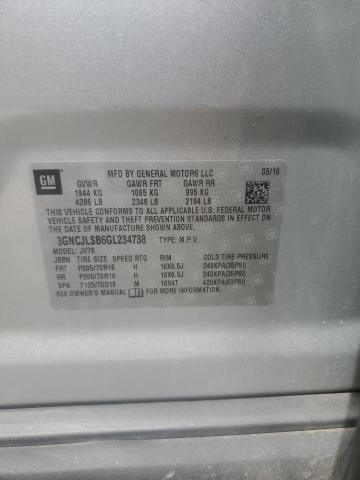 GM
MFD BY GENERAL MOTORS LLC 05/16
GVWR GAWR FRT GAWR RR
1944 KG 1065 KG 995 KG
4286 LB 2348 LB 2194 LB
THIS VEHICLE CONFORMS TO ALL APPLICABLE U.S. FEDERAL MOTOR
VEHICLE SAFETY AND THEFT PREVENTION STANDARDS IN EFFECT ON
THE DATE OF MANUFACTURE SHOWN ABOVE.
3GNCJLSB6GL234738 TYPE: M.P.V.
MODEL: JV76
JRBN TIRE SIZE SPEED RTG RIM COLD TIRE PRESSURE
FRT P205/70R16 H 16X6.5J 240KPA(35PSI)
RR P205/70R16 H 16X6.5J 240KPA(35PSI)
SPA T125/70D16 M 16X4T 420KPA(60PSI)
SEE OWNER'S MANUAL FOR MORE INFORMATION.